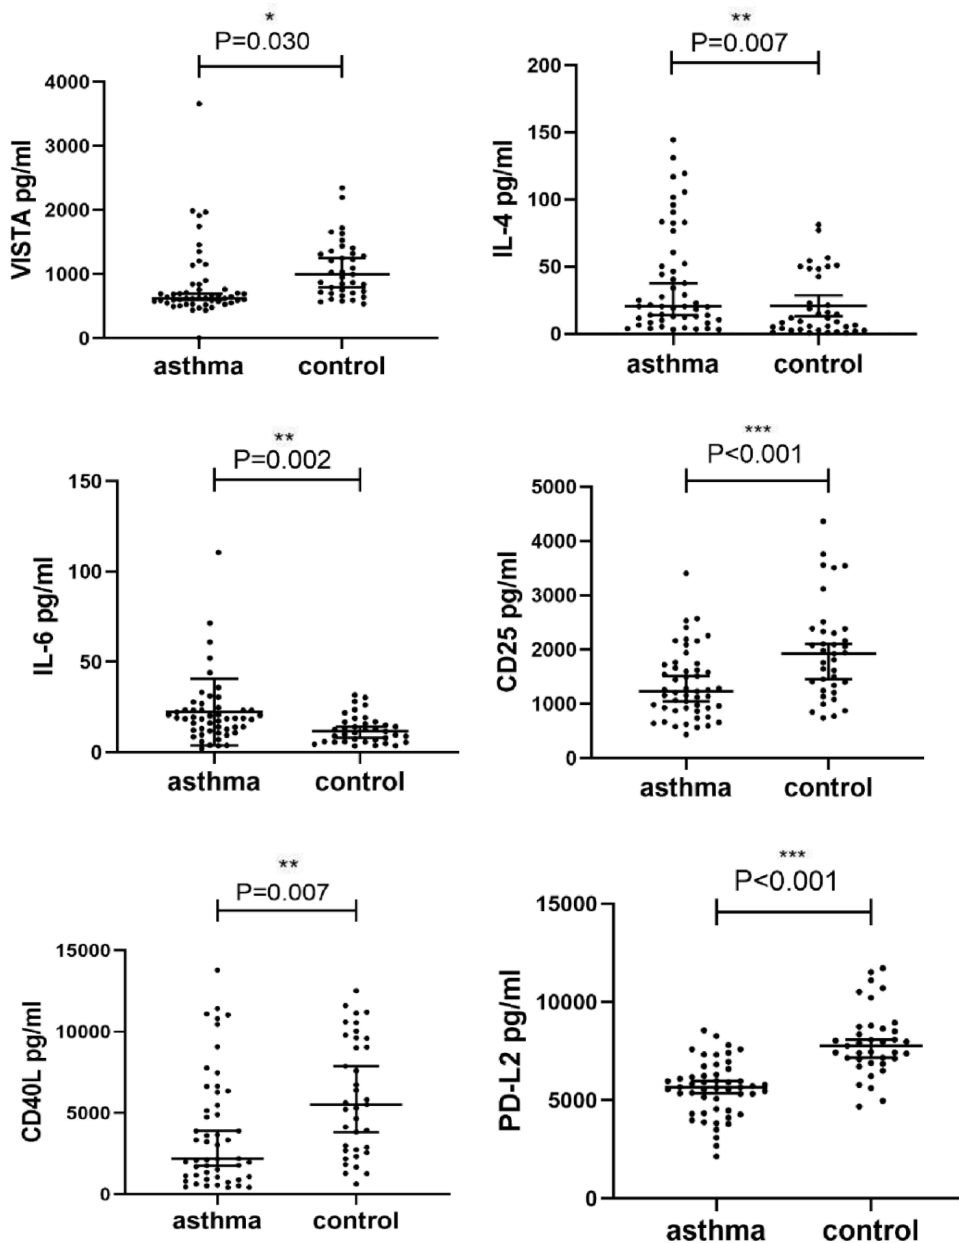 *
P=0.030
VISTA pg/ml
4000
3000
2000
1000
0
asthma control
**
P=0.007
IL-4 pg/ml
200
150
100
50
0
asthma control
**
P=0.002
IL-6 pg/ml
150
100
50
0
asthma control
***
P<0.001
CD25 pg/ml
5000
4000
3000
2000
1000
0
asthma control
**
P=0.007
CD40L pg/ml
15000
10000
5000
0
asthma control
***
P<0.001
PD-L2 pg/ml
15000
10000
5000
0
asthma control